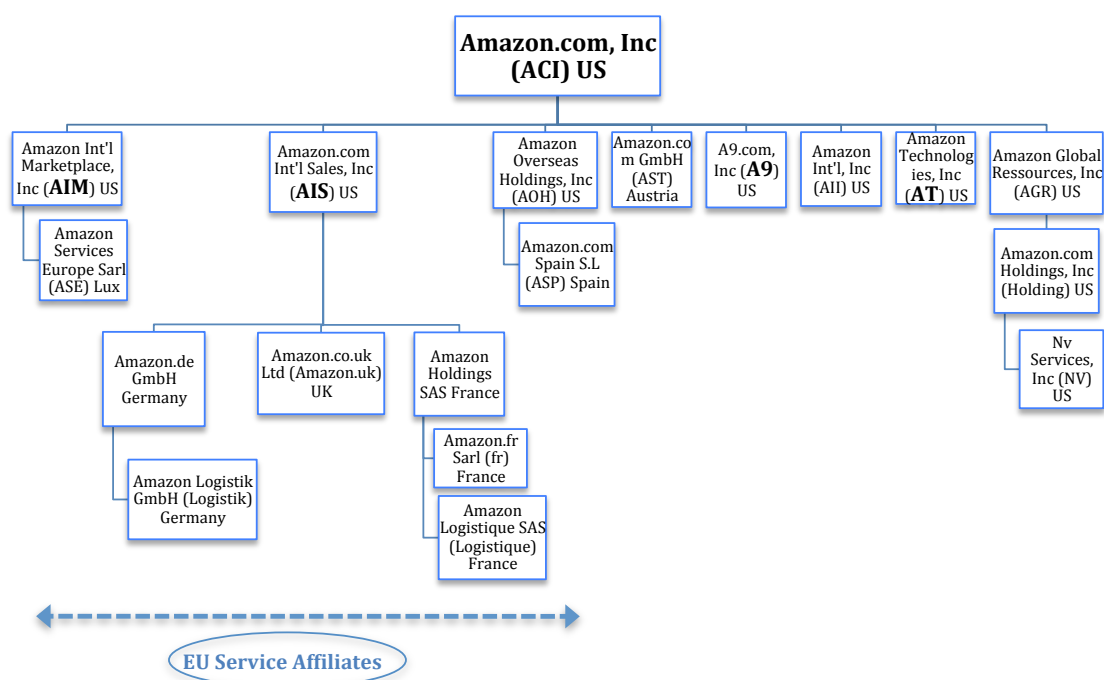 Amazon.com, Inc
(ACI) US
Amazon Int'l
Marketplace,
Inc (AIM) US
Amazon.com
Int'l Sales, Inc
(AIS) US
Amazon
Overseas
Holdings, Inc
(AOH) US
Amazon.co
m GmbH
(AST)
Austria
A9.com,
Inc (A9)
US
Amazon
Int'l, Inc
(AII) US
Amazon
Technolog
ies, Inc
(AT) US
Amazon Global
Ressources, Inc
(AGR) US
Amazon
Services
Europe Sarl
(ASE) Lux
Amazon.com
Spain S.L
(ASP) Spain
Amazon.com
Holdings, Inc
(Holding) US
Nv
Services,
Inc (NV)
US
Amazon.de
GmbH
Germany
Amazon.co.uk
Ltd (Amazon.uk)
UK
Amazon
Holdings
SAS France
Amazon Logistik
GmbH (Logistik)
Germany
Amazon.fr
Sarl (fr)
France
Amazon
Logistique SAS
(Logistique)
France
EU Service Affiliates